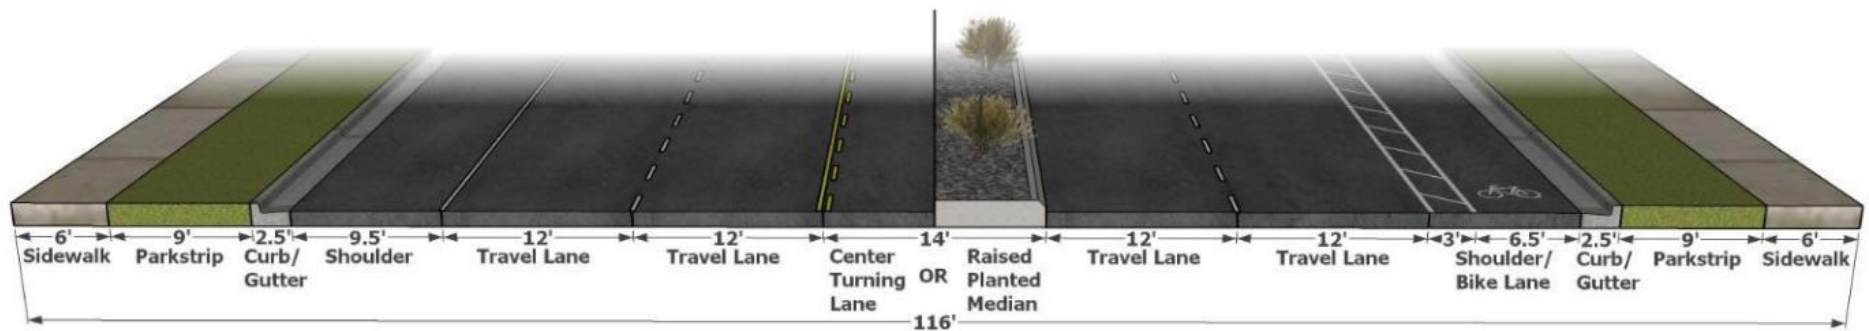 6' 9' 2.5' 9.5' 12' 12' 14' 12' 12' 3' 6.5' 2.5' 9' 6'
Sidewalk Parkstrip Curb/ Shoulder Travel Lane Travel Lane Center OR Raised Travel Lane Travel Lane Shoulder/ Curb/ Parkstrip Sidewalk
Gutter Turning Planted Bike Lane Gutter
Lane Median
116'